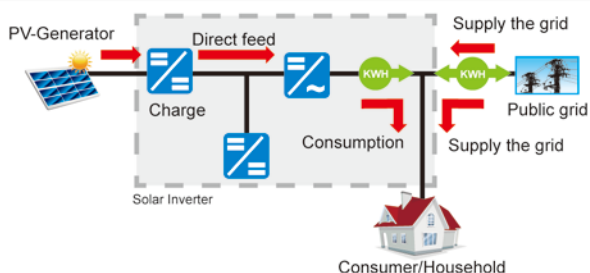 PV-Generator
Direct feed
Supply the grid
KWH
KWH
Charge
Public grid
Consumption
Supply the grid
Solar Inverter
Consumer/Household